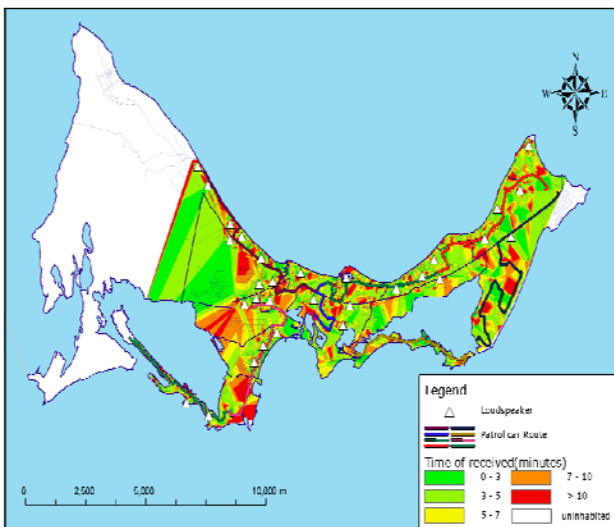 N
W E
S
Legend
Loudspeaker
Patrol car Route
Time of received(minutes)
0 - 3 7 - 10
3 - 5 > 10
5 - 7 uninhabited
0 2,500 5,000 10,000 m